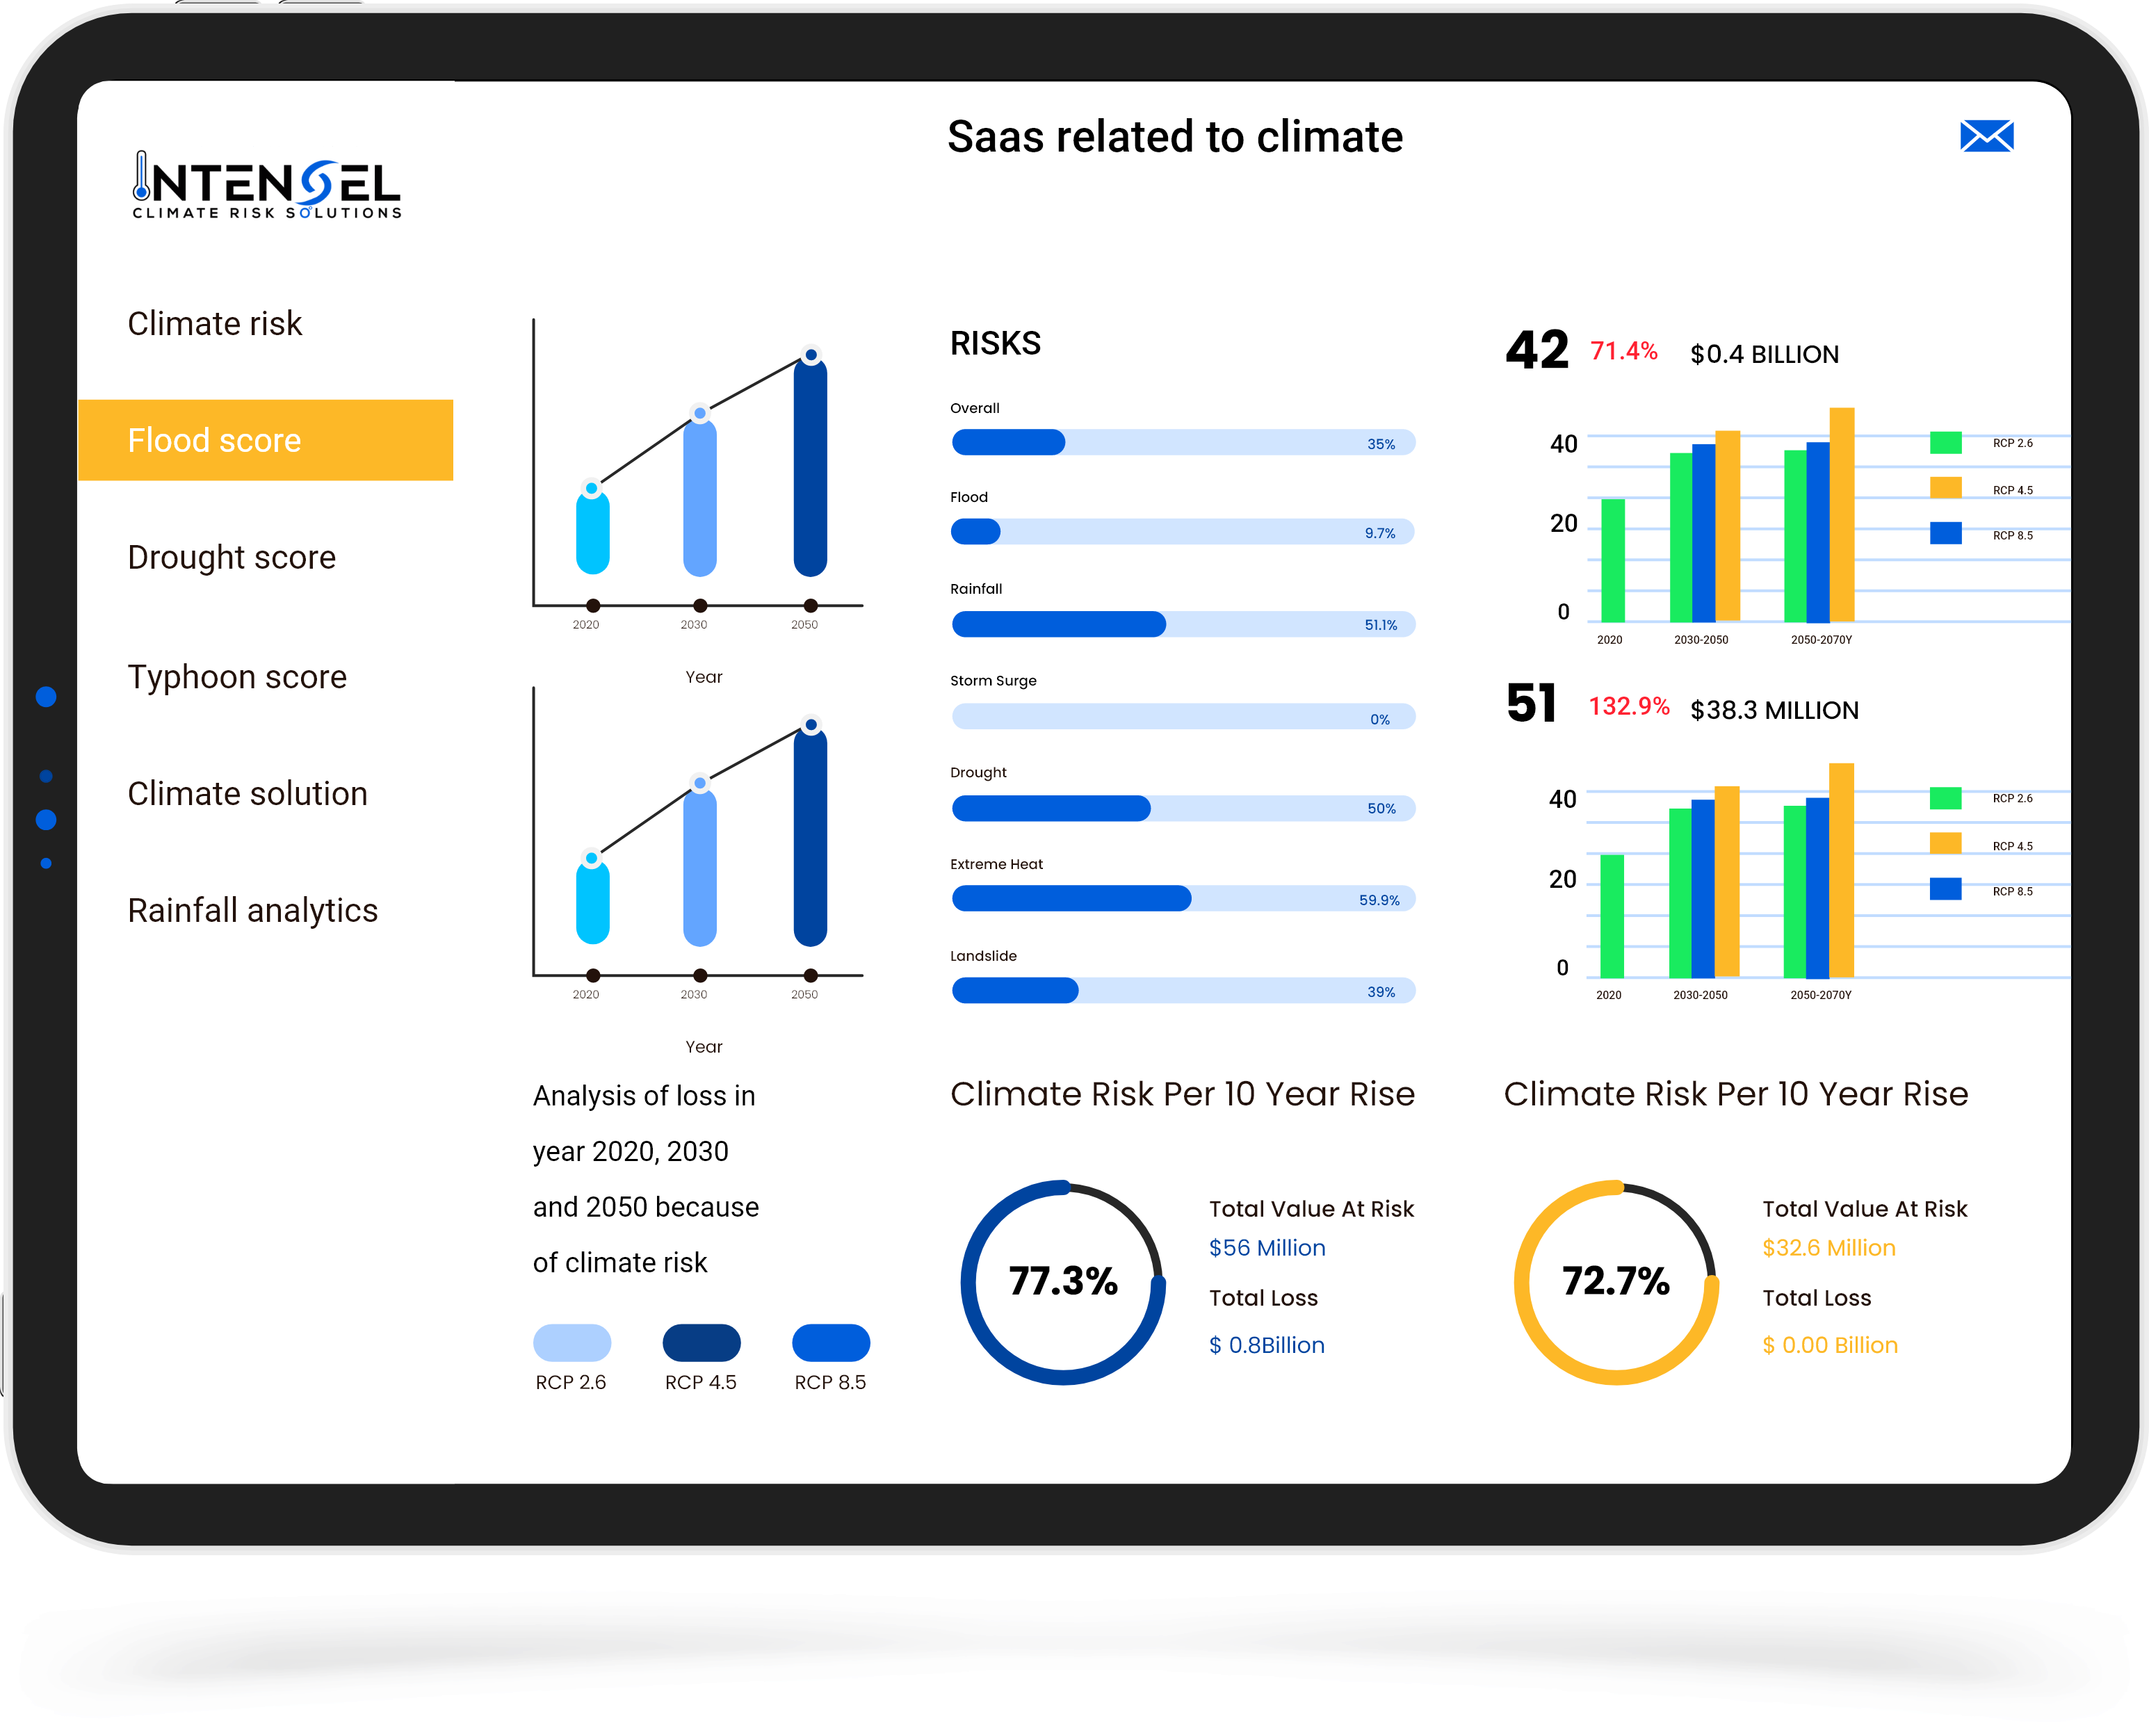 Saas related to climate
INTENSEL
CLIMATE RISK SOLUTIONS
Climate risk
Flood score
Drought score
Typhoon score
Climate solution
Rainfall analytics
2020
2030
2050
Year
2020
2030
2050
Year
Analysis of loss in
year 2020, 2030
and 2050 because
of climate risk
RCP 2.6
RCP 4.5
RCP 8.5
RISKS
Overall
35%
Flood
9.7%
Rainfall
51.1%
Storm Surge
0%
Drought
50%
Extreme Heat
59.9%
Landslide
39%
Climate Risk Per 10 Year Rise
77.3%
Total Value At Risk
$56 Million
Total Loss
$ 0.8Billion
42 71.4% $0.4 BILLION
40
20
0
2020
2030-2050
2050-2070Y
RCP 2.6
RCP 4.5
RCP 8.5
51 132.9% $38.3 MILLION
40
20
0
2020
2030-2050
2050-2070Y
RCP 2.6
RCP 4.5
RCP 8.5
Climate Risk Per 10 Year Rise
72.7%
Total Value At Risk
$32.6 Million
Total Loss
$ 0.00 Billion